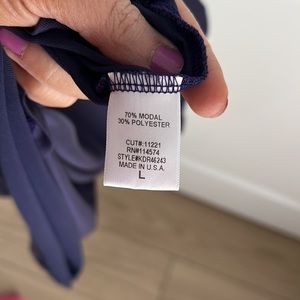 70% MODAL
30% POLYESTER
CUT#:11221
RN#114574
STYLE#KDR46243
MADE IN U.S.A.
L